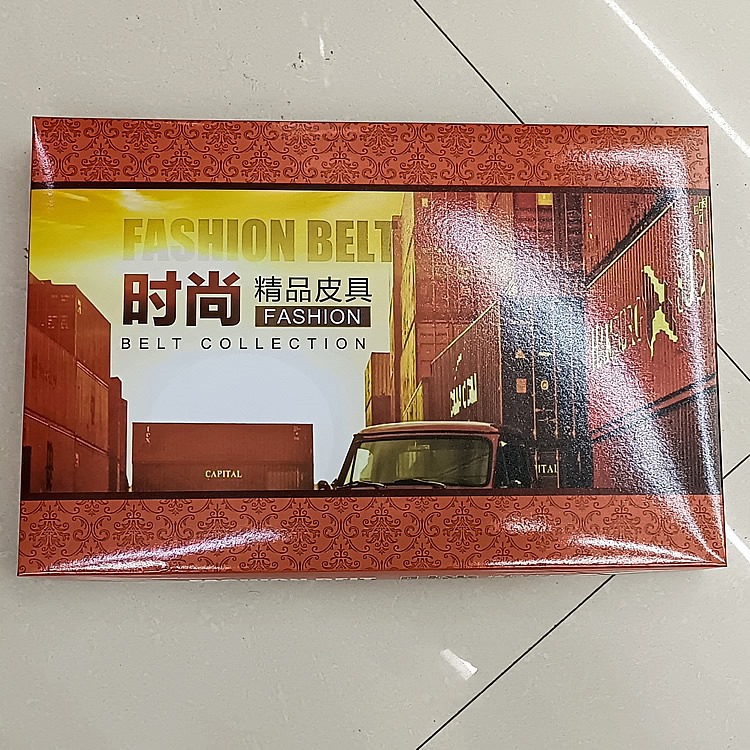 FASHION BELT
时尚 精品皮具
FASHION
BELT COLLECTION
CAPITAL